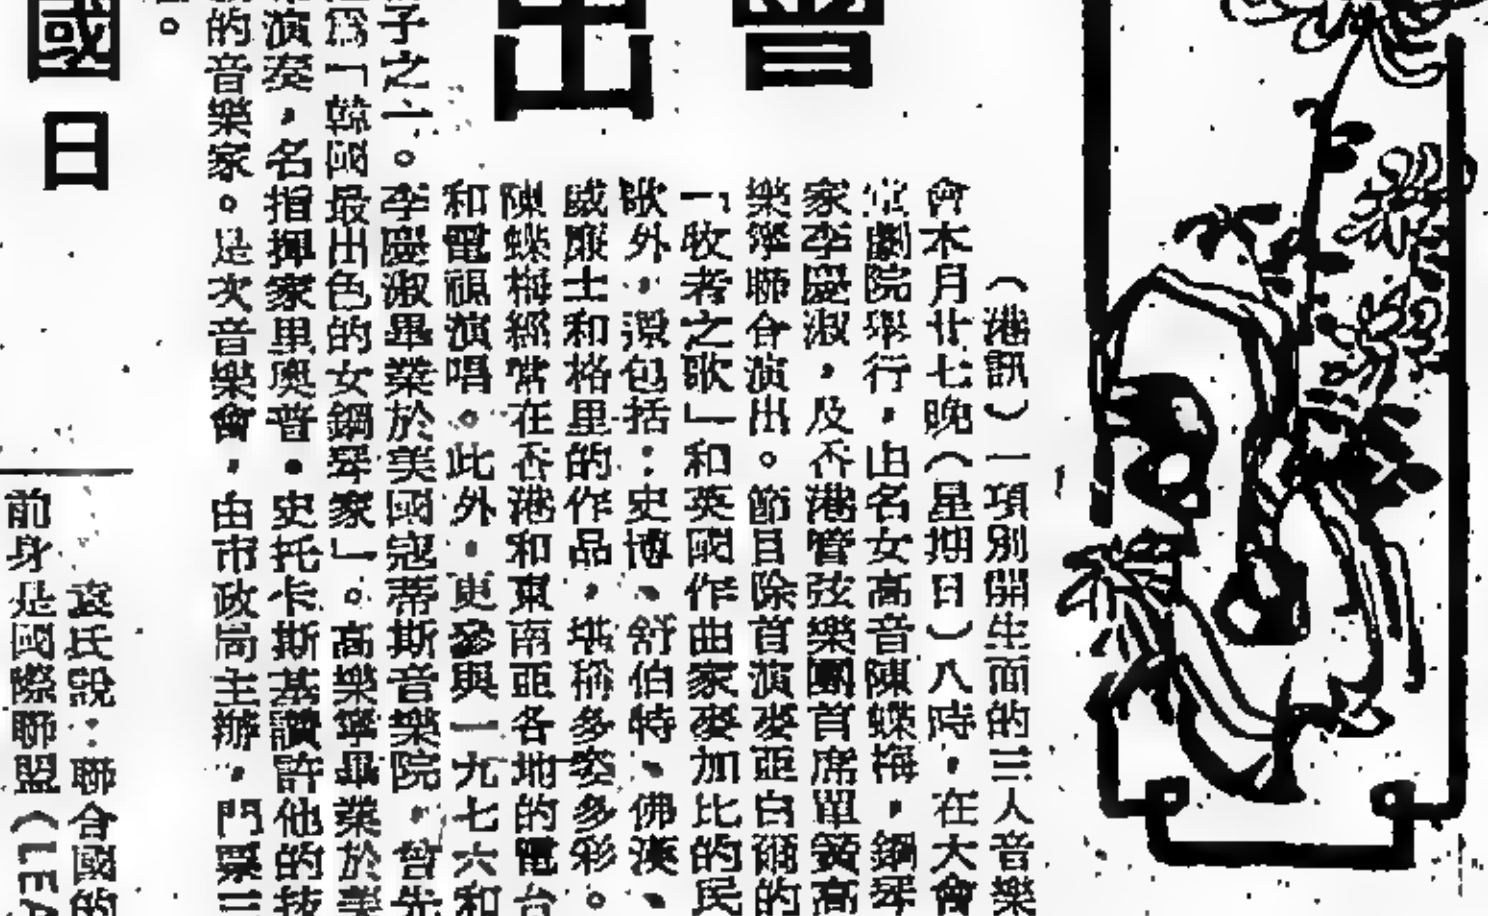 會
出
（港訊）一項別開生面的三人音樂
會本月廿七晚（星期日）八時，在大會
堂劇院舉行，由名女高音陳蝶梅，鋼琴
家李慶淑，及香港管弦樂團首席單簧高
樂寧聯合演出。節目除首演麥亞白爾的
「牧者之歌」和英國作曲家麥加比的民
歌外，還包括：史博、舒伯特、佛漢、
威廉士和格里的作品，堪稱多姿多彩。
陳蝶梅經常在香港和東南亞各地的電台
和電視演唱。此外，更參與一九七六和
子之一。李慶淑畢業於美國寇蒂斯音樂院，曾先
為「韓國最出色的女鋼琴家」。高樂寧畢業於美
演奏，名指揮家里奧普・史托卡斯基讚許他的技
的音樂家。是次音樂會，由市政局主辦，門票三
。
國日
袁氏說：聯合國的
前身是國際聯盟（LEA